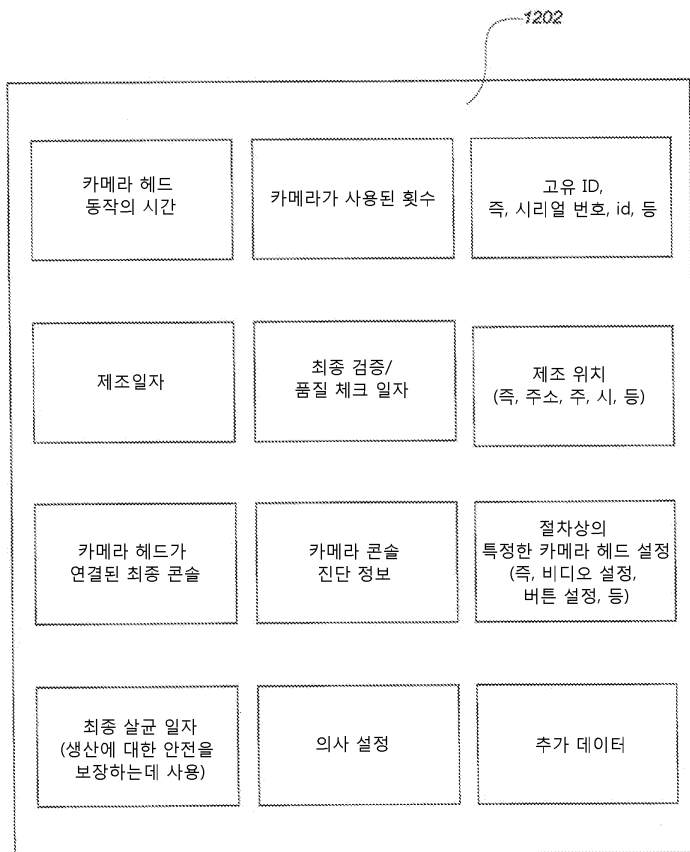 1202
카메라 헤드
동작의 시간
카메라가 사용된 횟수
고유 ID,
즉, 시리얼 번호, id, 등
제조일자
최종 검증/
품질 체크 일자
제조 위치
(즉, 주소, 주, 시, 등)
카메라 헤드가
연결된 최종 콘솔
카메라 콘솔
진단 정보
절차상의
특정한 카메라 헤드 설정
(즉, 비디오 설정,
버튼 설정, 등)
최종 살균 일자
(생산에 대한 안전을
보장하는데 사용)
의사 설정
추가 데이터